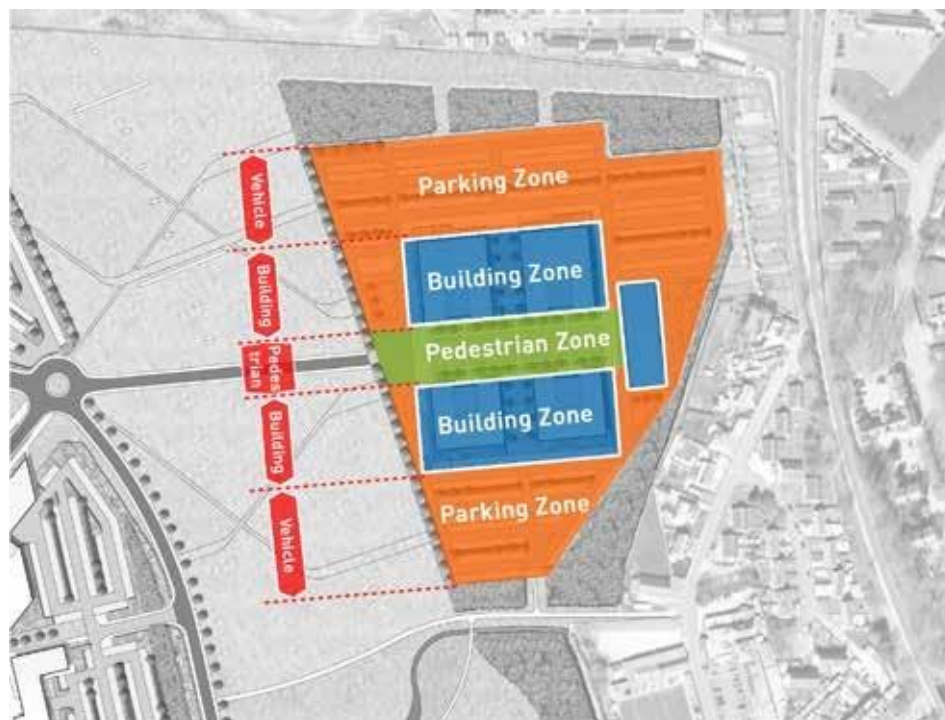 Vehicle
Parking Zone
Building
Building Zone
Pedes
trian
Pedestrian Zone
Building
Building Zone
Vehicle
Parking Zone